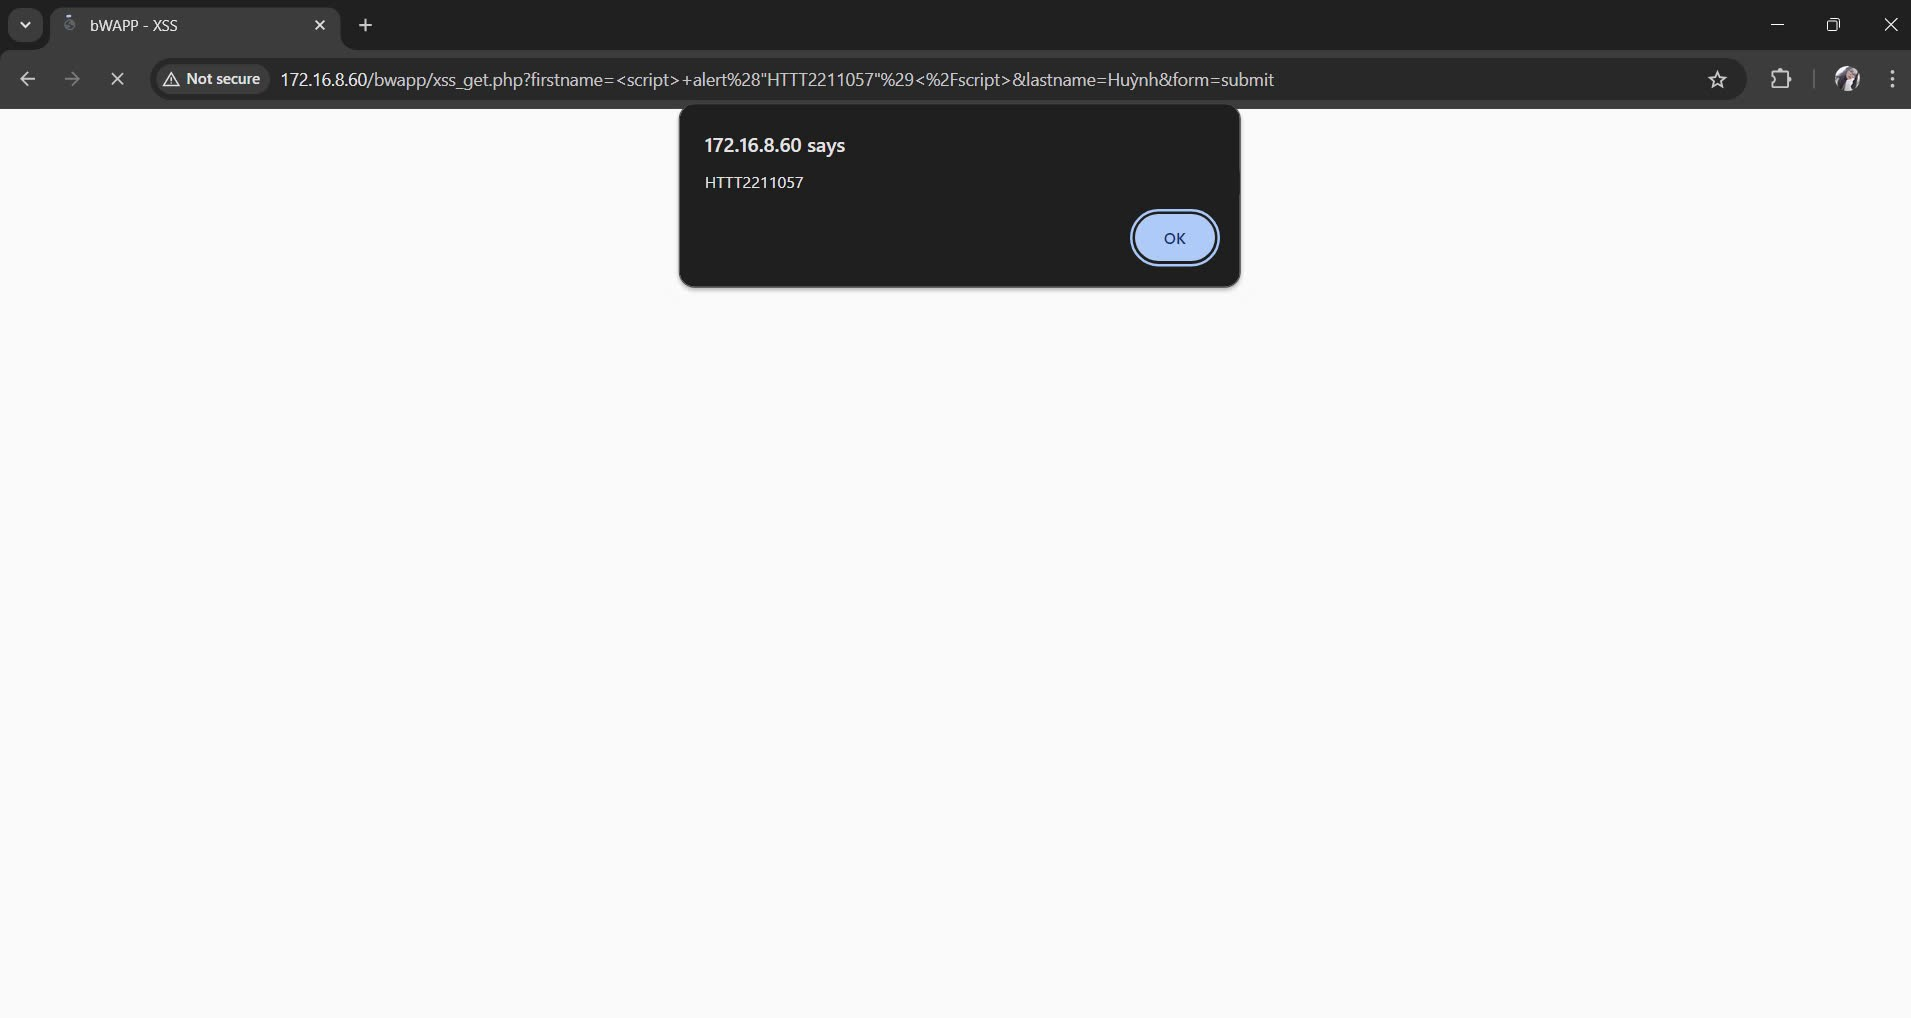 bWAPP - XSS
Not secure
172.16.8.60/bwapp/xss_get.php?firstname=<script>+alert%28"HTTT2211057"%29<%2Fscript>&lastname=Huỳnh&form=submit
172.16.8.60 says
HTTT2211057
OK